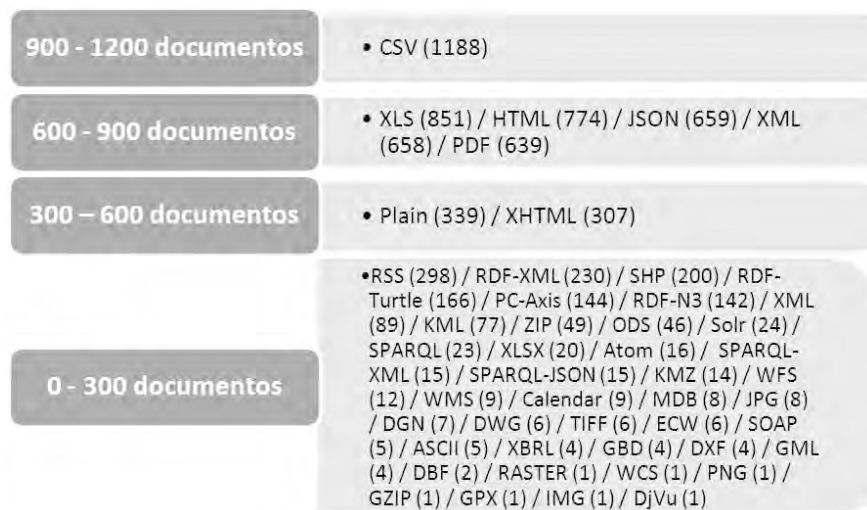 900 - 1200 documentos
• CSV (1188)
600 - 900 documentos
• XLS (851) / HTML (774) / JSON (659) / XML
(658) / PDF (639)
300 – 600 documentos
• Plain (339) / XHTML (307)
0 - 300 documentos
•RSS (298) / RDF-XML (230) / SHP (200) / RDF-
Turtle (166) / PC-Axis (144) / RDF-N3 (142) / XML
(89) / KML (77) / ZIP (49) / ODS (46) / Solr (24) /
SPARQL (23) / XLSX (20) / Atom (16) / SPARQL-
XML (15) / SPARQL-JSON (15) / KMZ (14) / WFS
(12) / WMS (9) / Calendar (9) / MDB (8) / JPG (8)
/ DGN (7) / DWG (6) / TIFF (6) / ECW (6) / SOAP
(5) / ASCII (5) / XBRL (4) / GBD (4) / DXF (4) / GML
(4) / DBF (2) / RASTER (1) / WCS (1) / PNG (1) /
GZIP (1) / GPX (1) / IMG (1) / DjVu (1)